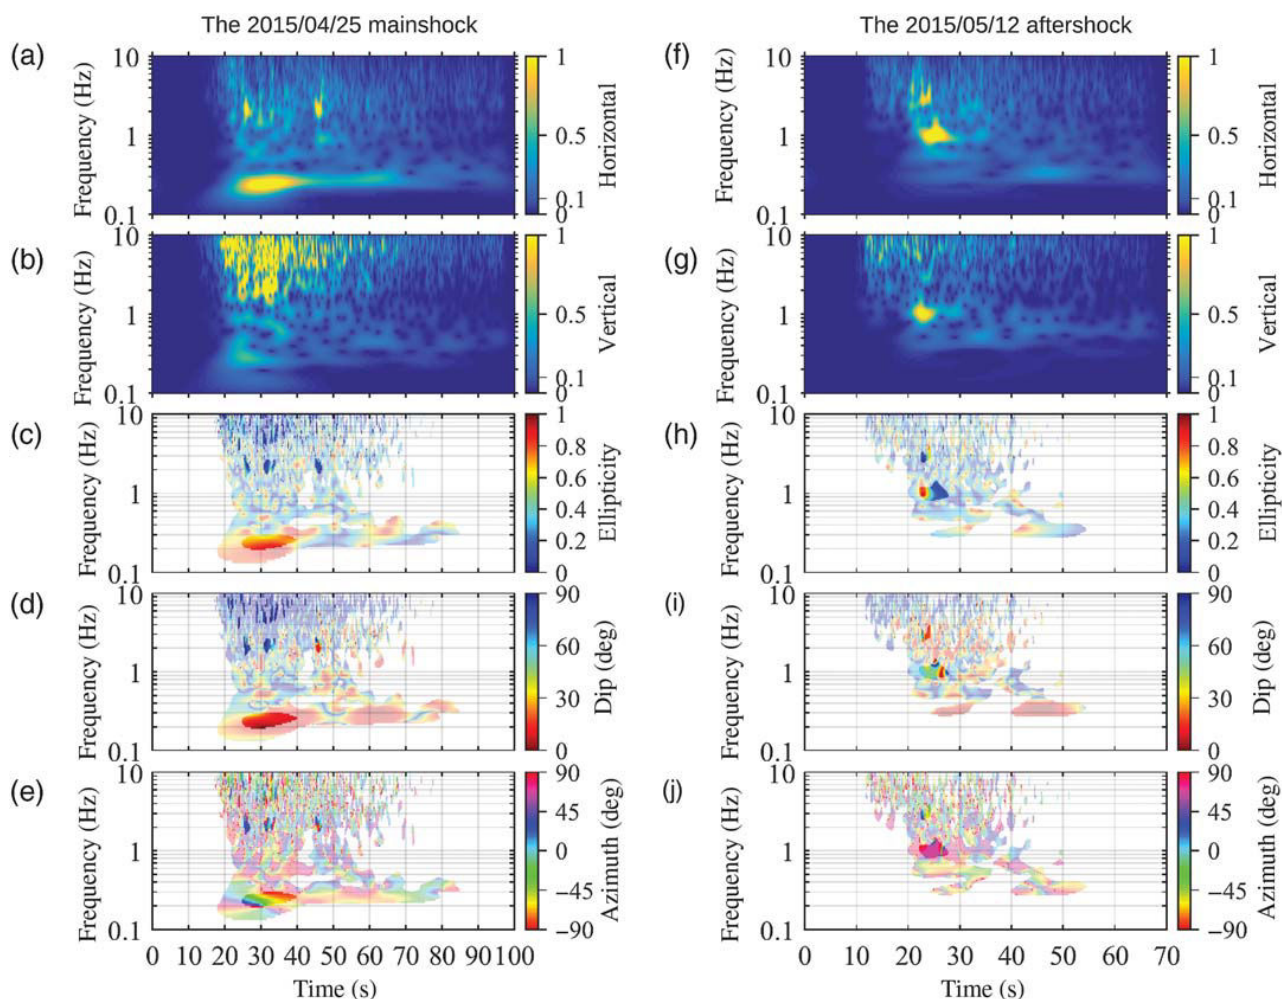 The 2015/04/25 mainshock
The 2015/05/12 aftershock
(a)
Frequency (Hz)
10
1
0.1
1
0.5
0.1
0
Horizontal
(f)
Frequency (Hz)
10
1
0.1
1
0.5
0.1
0
Horizontal
(b)
Frequency (Hz)
10
1
0.1
1
0.5
0.1
0
Vertical
(g)
Frequency (Hz)
10
1
0.1
1
0.5
0.1
0
Vertical
(c)
Frequency (Hz)
10
1
0.1
1
0.8
0.6
0.4
0.2
0
Ellipticity
(h)
Frequency (Hz)
10
1
0.1
1
0.8
0.6
0.4
0.2
0
Ellipticity
(d)
Frequency (Hz)
10
1
0.1
90
60
30
0
Dip (deg)
(i)
Frequency (Hz)
10
1
0.1
90
60
30
0
Dip (deg)
(e)
Frequency (Hz)
10
1
0.1
90
45
0
−45
−90
Azimuth (deg)
(j)
Frequency (Hz)
10
1
0.1
90
45
0
−45
−90
Azimuth (deg)
0 10 20 30 40 50 60 70 80 90 100
Time (s)
0 10 20 30 40 50 60 70
Time (s)